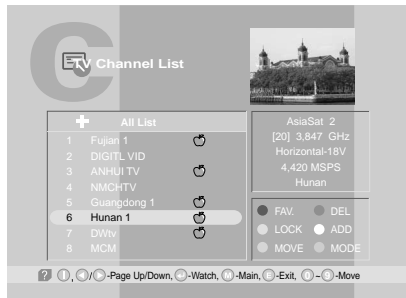 TV Channel List
All List
1 Fujian 1
2 DIGITL VID
3 ANHUI TV
4 NMCHTV
5 Guangdong 1
6 Hunan 1
7 DWtv
8 MCM
AsiaSat 2
[20] 3,847 GHz
Horizontal-18V
4,420 MSPS
Hunan
FAV. DEL
LOCK ADD
MOVE MODE
? , / -Page Up/Down, -Watch, M -Main, E -Exit, 0 ~ 9 -Move